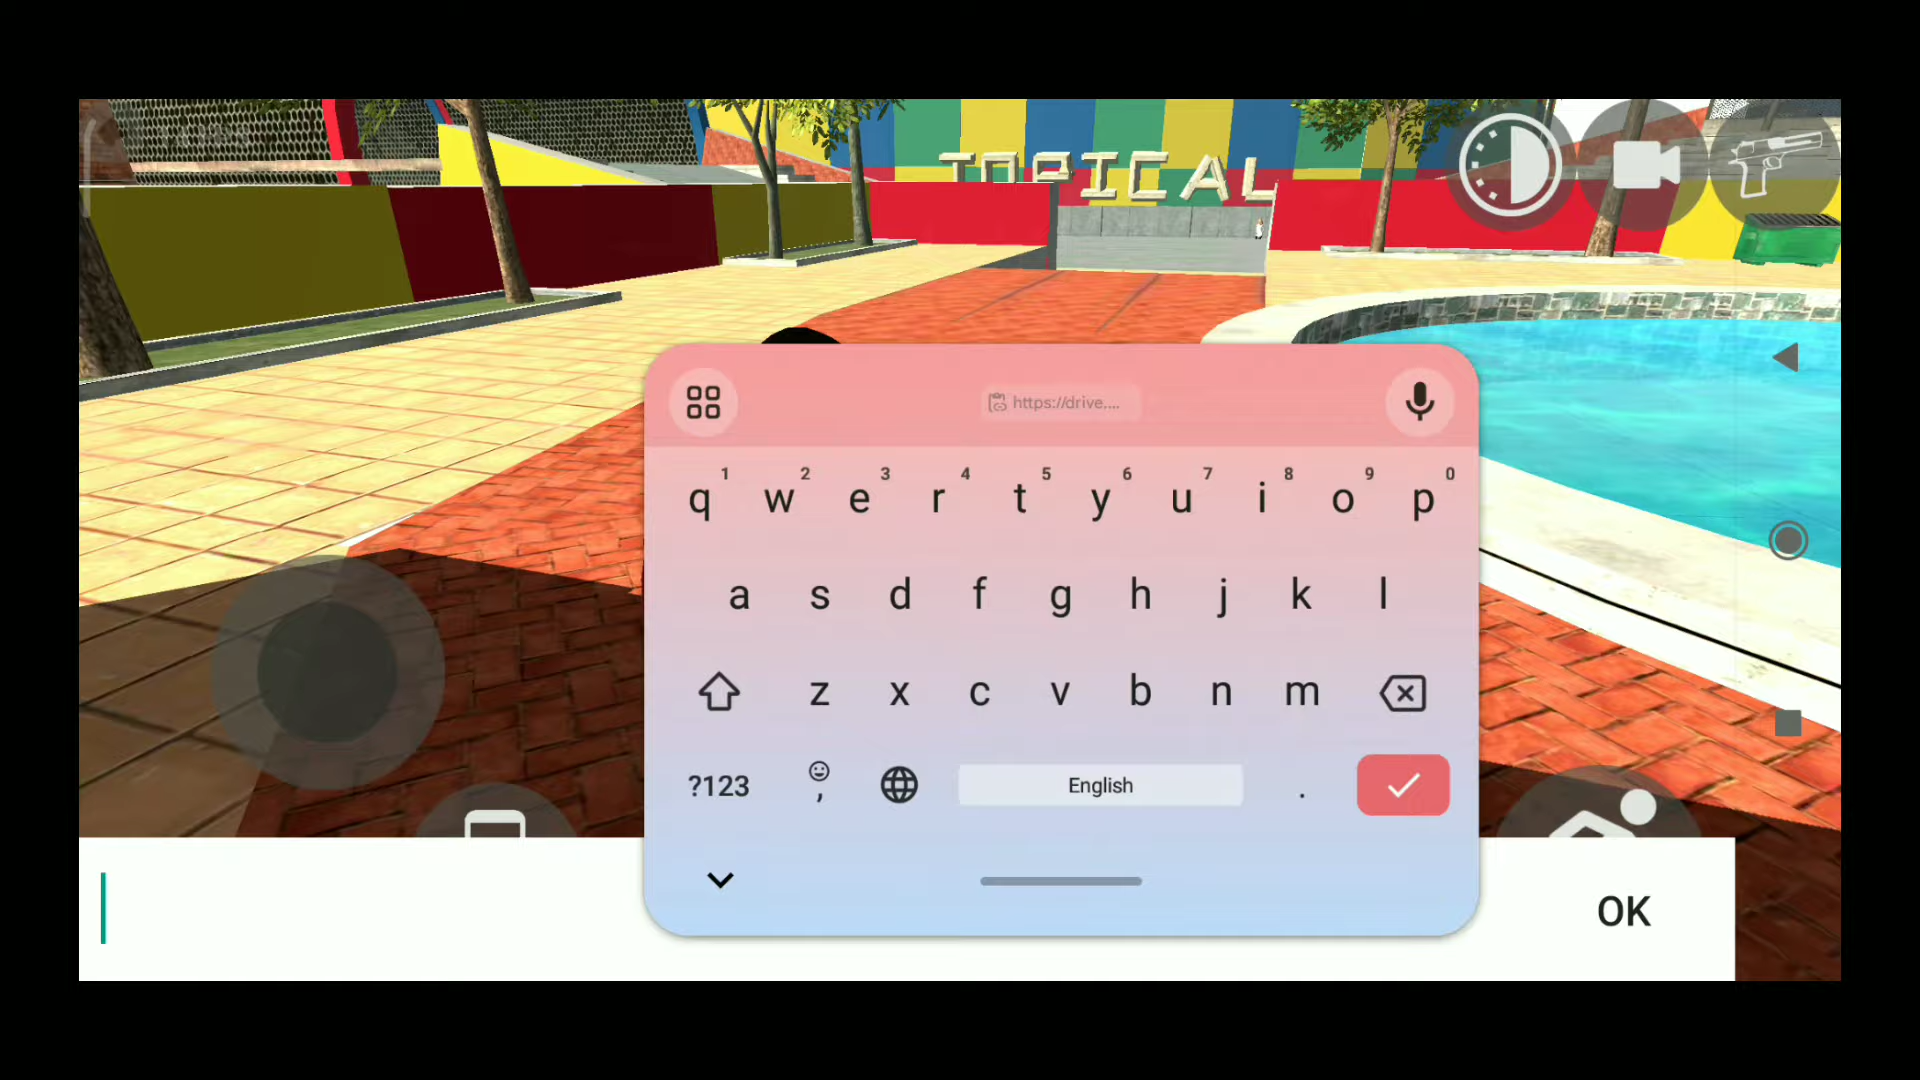 TOPICAL
https://drive....
1 2 3 4 5 6 7 8 9 0
q w e r t y u i o p
a s d f g h j k l
z x c v b n m
?123 , English .
OK